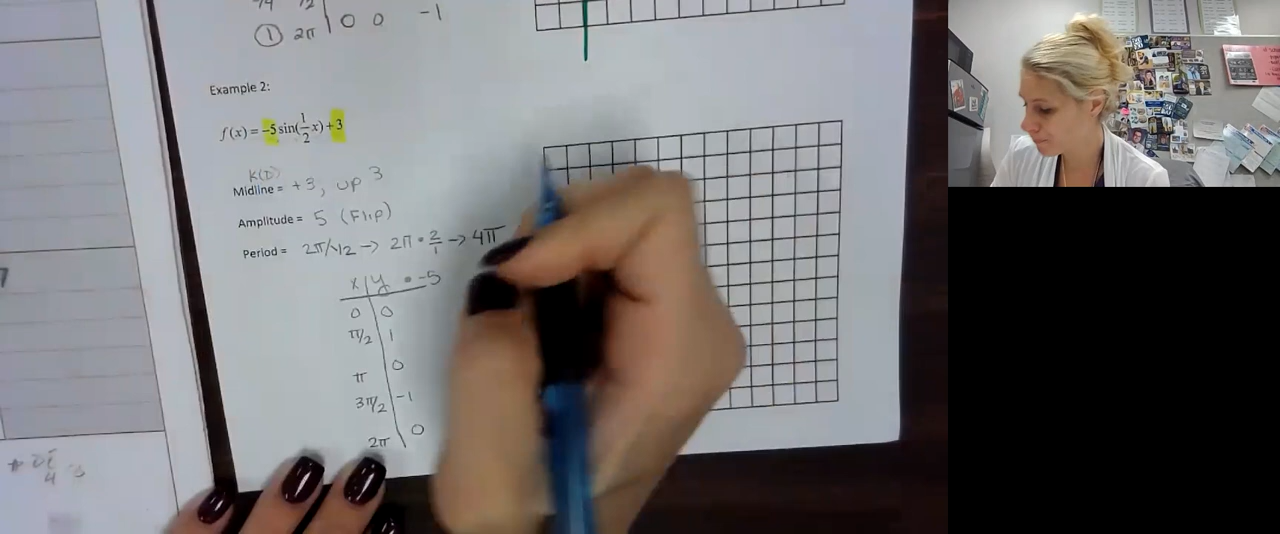 ① 2π | 0 0 -1
Example 2:
f(x) = -5 sin(1/2 x) + 3
K(D)
Midline = +3, up 3
Amplitude = 5 (Flip)
Period = 2π/1/2 → 2π • 2/1 → 4π
x | y • -5
0 | 0
π/2 | 1
π | 0
3π/2 | -1
2π | 0